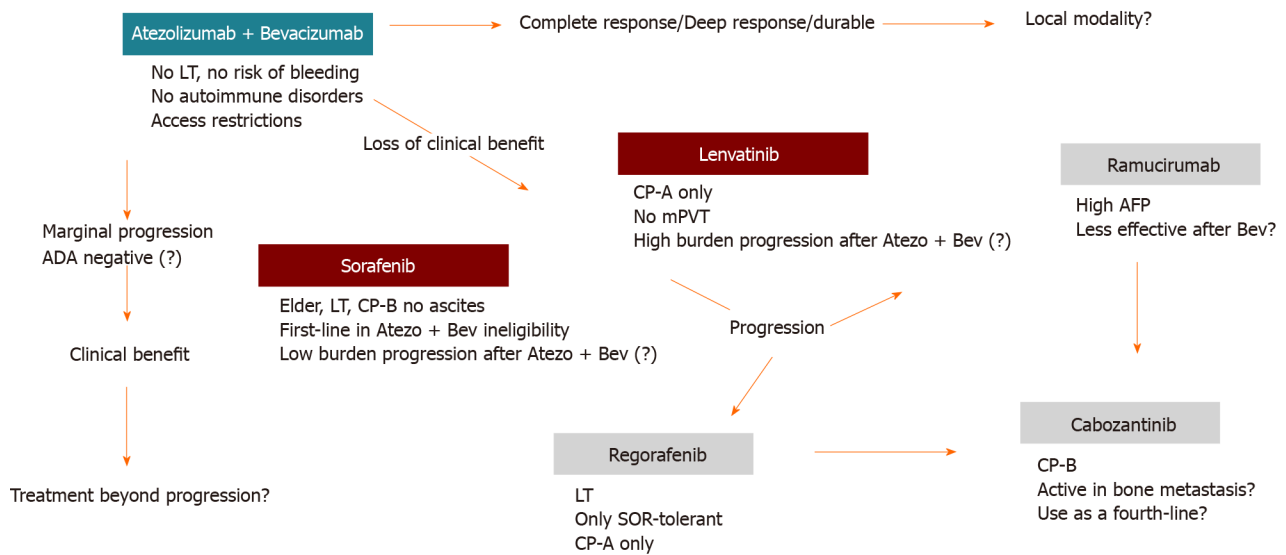 Atezolizumab + Bevacizumab
Complete response/Deep response/durable
Local modality?
No LT, no risk of bleeding
No autoimmune disorders
Access restrictions
Loss of clinical benefit
Lenvatinib
CP-A only
No mPVT
High burden progression after Atezo + Bev (?)
Ramucirumab
High AFP
Less effective after Bev?
Marginal progression
ADA negative (?)
Sorafenib
Elder, LT, CP-B no ascites
First-line in Atezo + Bev ineligibility
Low burden progression after Atezo + Bev (?)
Progression
Clinical benefit
Treatment beyond progression?
Regorafenib
LT
Only SOR-tolerant
CP-A only
Cabozantinib
CP-B
Active in bone metastasis?
Use as a fourth-line?